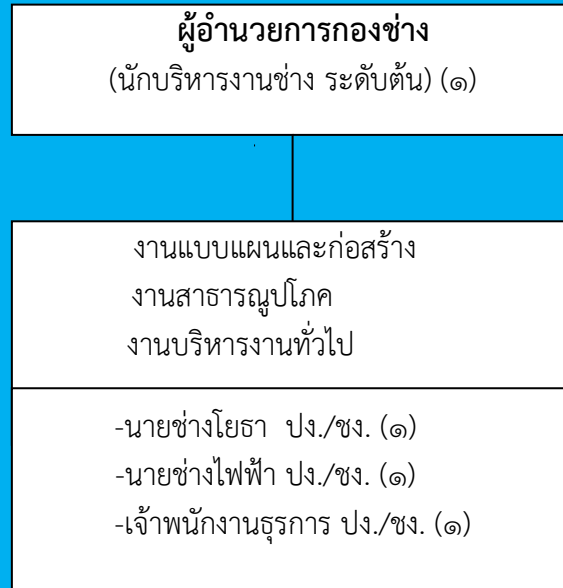 ผู้อำนวยการกองช่าง
(นักบริหารงานช่าง ระดับต้น) (๑)
งานแบบแผนและก่อสร้าง
งานสาธารณูปโภค
งานบริหารงานทั่วไป
-นายช่างโยธา ปง./ชง. (๑)
-นายช่างไฟฟ้า ปง./ชง. (๑)
-เจ้าพนักงานธุรการ ปง./ชง. (๑)